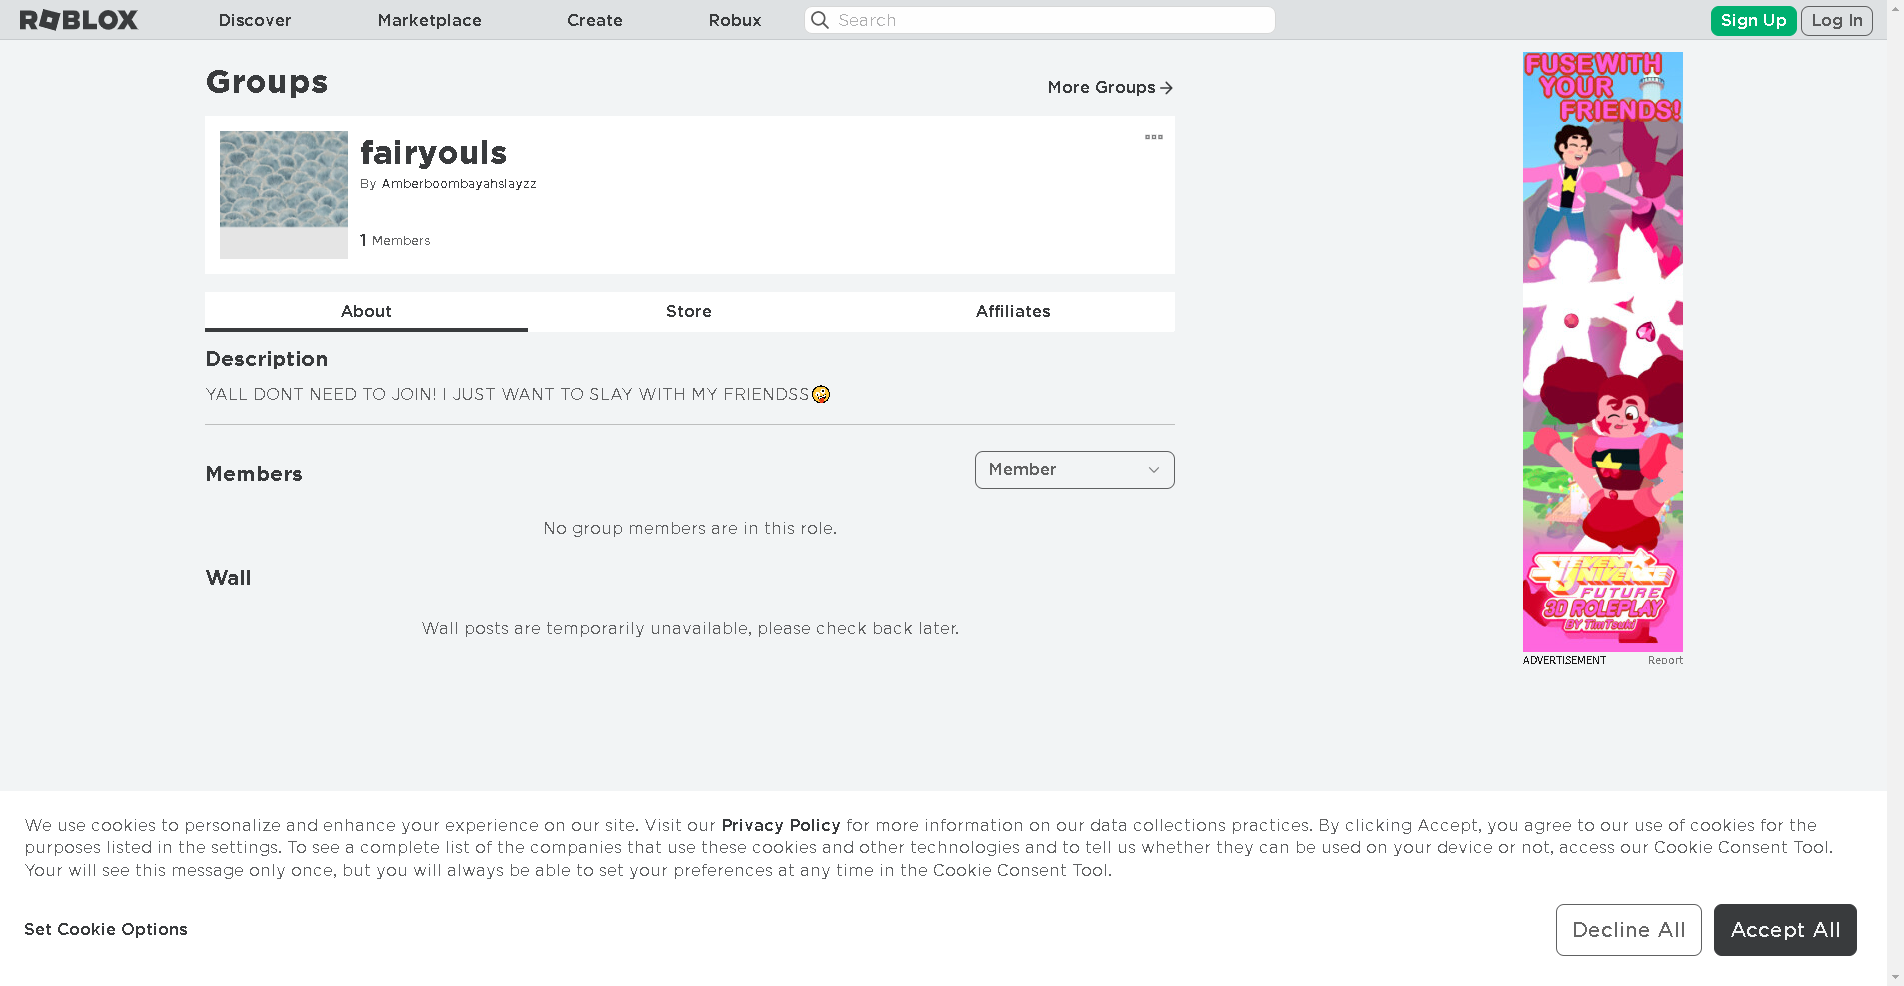 ROBLOX
Discover
Marketplace
Create
Robux
Search
Sign Up
Log In
Groups
More Groups
fairyouls
By Amberboombayahslayzz
1 Members
About
Store
Affiliates
Description
YALL DONT NEED TO JOIN! I JUST WANT TO SLAY WITH MY FRIENDSS🤪
Members
Member
No group members are in this role.
Wall
Wall posts are temporarily unavailable, please check back later.
FUSE WITH
YOUR
FRIENDS!
STEVEN
UNIVERSE
FUTURE
3D ROLEPLAY
BY TimTsuki
ADVERTISEMENT
Report
We use cookies to personalize and enhance your experience on our site. Visit our Privacy Policy for more information on our data collections practices. By clicking Accept, you agree to our use of cookies for the
purposes listed in the settings. To see a complete list of the companies that use these cookies and other technologies and to tell us whether they can be used on your device or not, access our Cookie Consent Tool.
Your will see this message only once, but you will always be able to set your preferences at any time in the Cookie Consent Tool.
Set Cookie Options
Decline All
Accept All